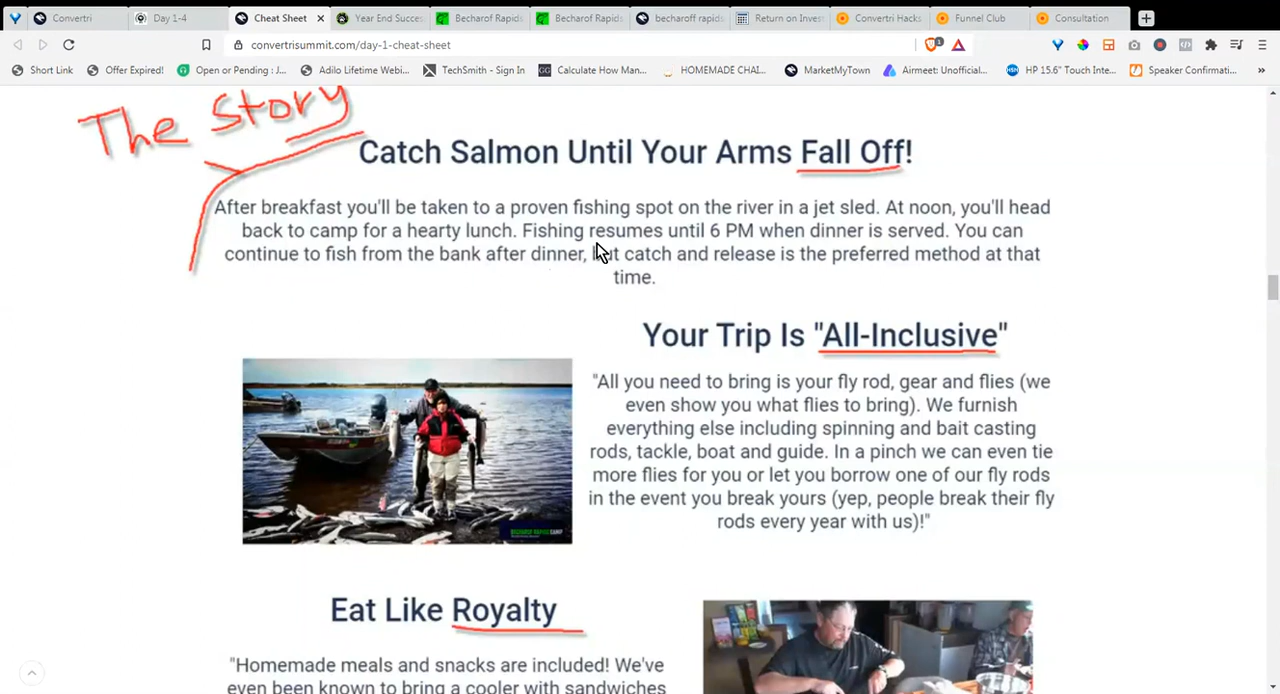 Convertri
Day 1-4
Cheat Sheet
Year End Succes
Becharof Rapids
Becharof Rapids
becharoff rapids
Return on Invest
Convertri Hacks
Funnel Club
Consultation
convertrisummit.com/day-1-cheat-sheet
1
Short Link
Offer Expired!
Open or Pending : J...
Adilo Lifetime Webi...
TechSmith - Sign In
Calculate How Man...
HOMEMADE CHAI...
MarketMyTown
Airmeet: Unofficial...
HP 15.6" Touch Inte...
Speaker Confirmati...
The Story
Catch Salmon Until Your Arms Fall Off!
After breakfast you'll be taken to a proven fishing spot on the river in a jet sled. At noon, you'll head
back to camp for a hearty lunch. Fishing resumes until 6 PM when dinner is served. You can
continue to fish from the bank after dinner, but catch and release is the preferred method at that
time.
Your Trip Is "All-Inclusive"
"All you need to bring is your fly rod, gear and flies (we
even show you what flies to bring). We furnish
everything else including spinning and bait casting
rods, tackle, boat and guide. In a pinch we can even tie
more flies for you or let you borrow one of our fly rods
in the event you break yours (yep, people break their fly
rods every year with us)!"
BECHAROF RAPIDS CAMP
Eat Like Royalty
"Homemade meals and snacks are included! We've
even been known to bring a cooler with sandwiches